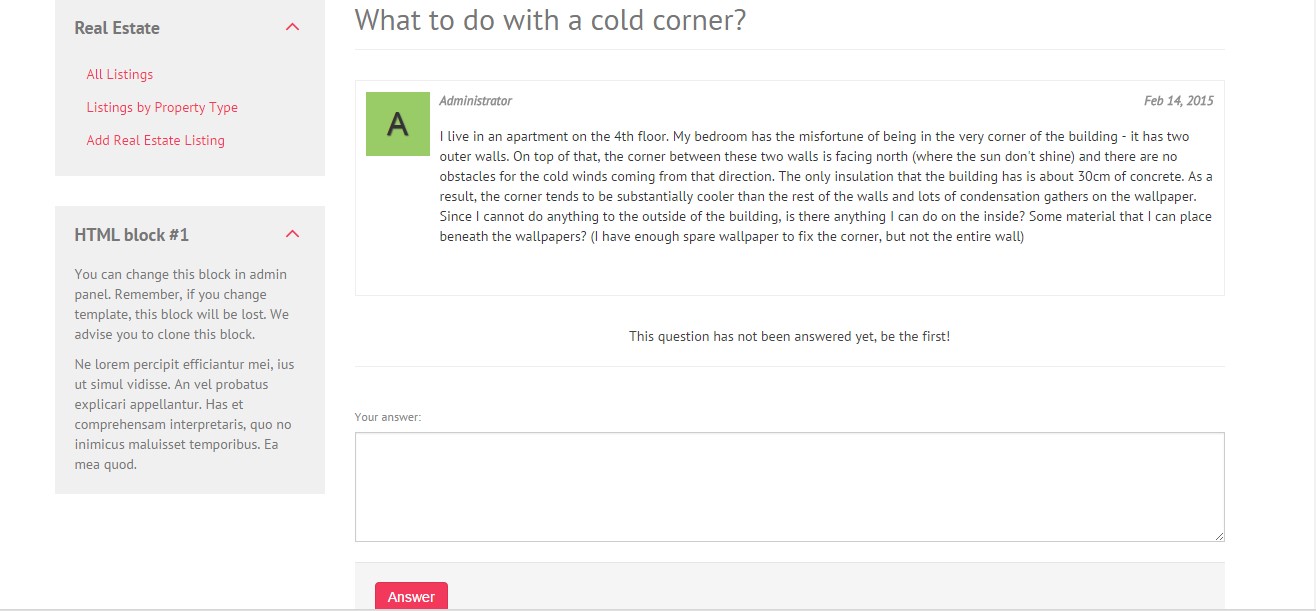 Real Estate
All Listings
Listings by Property Type
Add Real Estate Listing
HTML block #1
You can change this block in admin
panel. Remember, if you change
template, this block will be lost. We
advise you to clone this block.
Ne lorem percipit efficiantur mei, ius
ut simul vidisse. An vel probatus
explicari appellantur. Has et
comprehensam interpretaris, quo no
inimicus maluisset temporibus. Ea
mea quod.
What to do with a cold corner?
A
Administrator
Feb 14, 2015
I live in an apartment on the 4th floor. My bedroom has the misfortune of being in the very corner of the building - it has two
outer walls. On top of that, the corner between these two walls is facing north (where the sun don't shine) and there are no
obstacles for the cold winds coming from that direction. The only insulation that the building has is about 30cm of concrete. As a
result, the corner tends to be substantially cooler than the rest of the walls and lots of condensation gathers on the wallpaper.
Since I cannot do anything to the outside of the building, is there anything I can do on the inside? Some material that I can place
beneath the wallpapers? (I have enough spare wallpaper to fix the corner, but not the entire wall)
This question has not been answered yet, be the first!
Your answer:
Answer